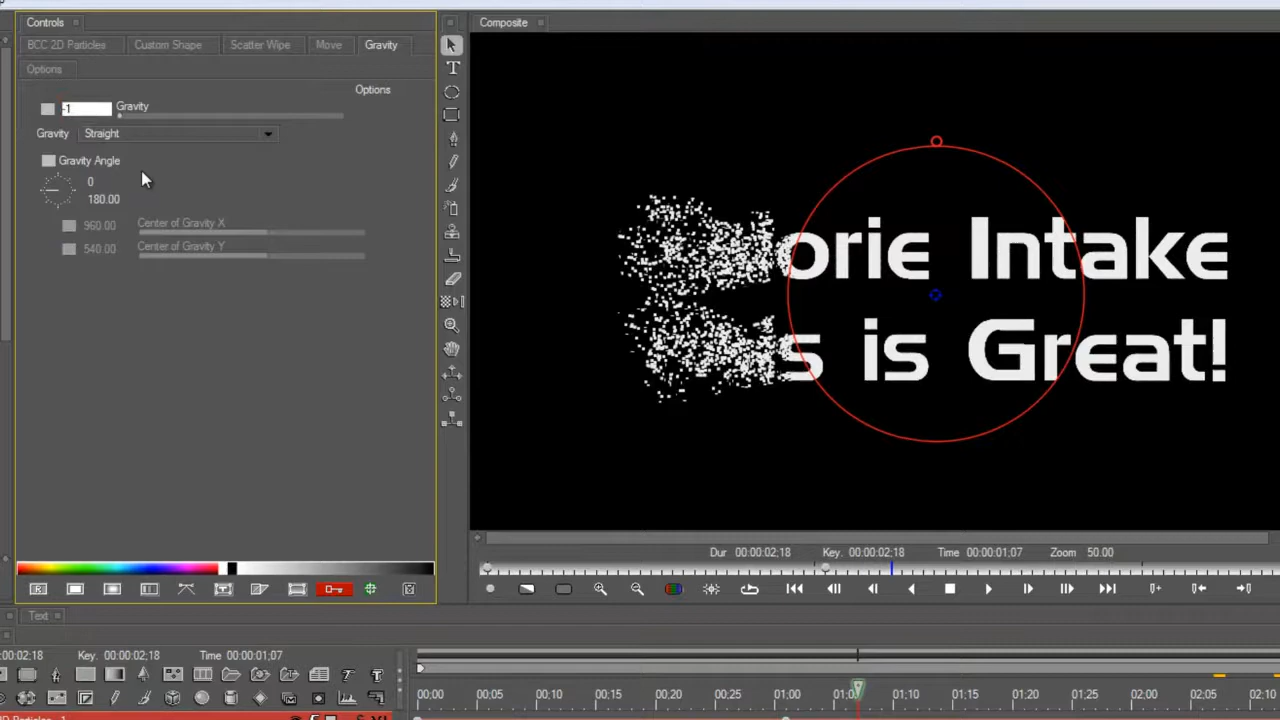 Controls
Composite
BCC 2D Particles Custom Shape Scatter Wipe Move Gravity
Options
Options
-1 Gravity
Gravity Straight
Gravity Angle
0
180.00
960.00 Center of Gravity X
540.00 Center of Gravity Y
orie Intake
s is Great!
Dur 00:00:02;18 Key. 00:00:02;18 Time 00:00:01;07 Zoom 50.00
Text
00:02;18 Key. 00:00:02;18 Time 00:00:01;07
00:00 00:05 00:10 00:15 00:20 00:25 01:00 01:0 01:10 01:15 01:20 01:25 02:00 02:05 02:10